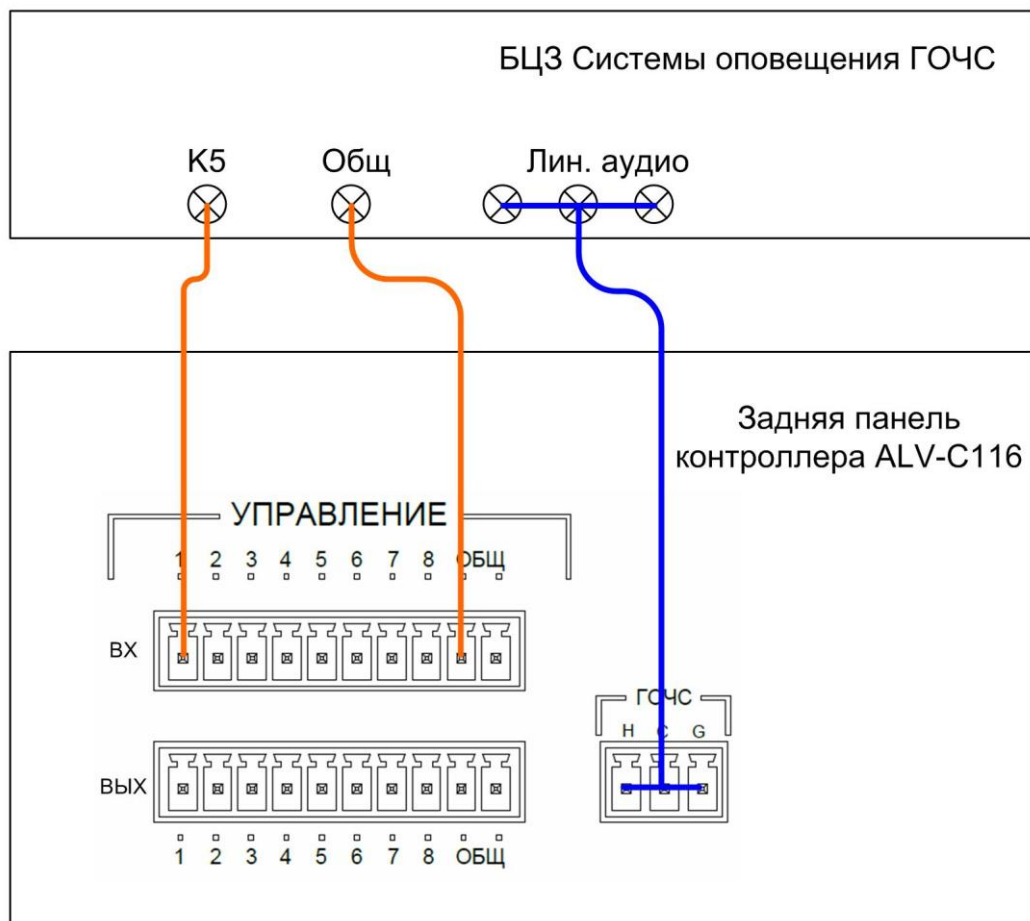 БЦЗ Системы оповещения ГОЧС
К5 Общ Лин. аудио
Задняя панель
контроллера ALV-C116
УПРАВЛЕНИЕ
1 2 3 4 5 6 7 8 ОБЩ
ВХ
ГОЧС
H C G
ВЫХ
1 2 3 4 5 6 7 8 ОБЩ